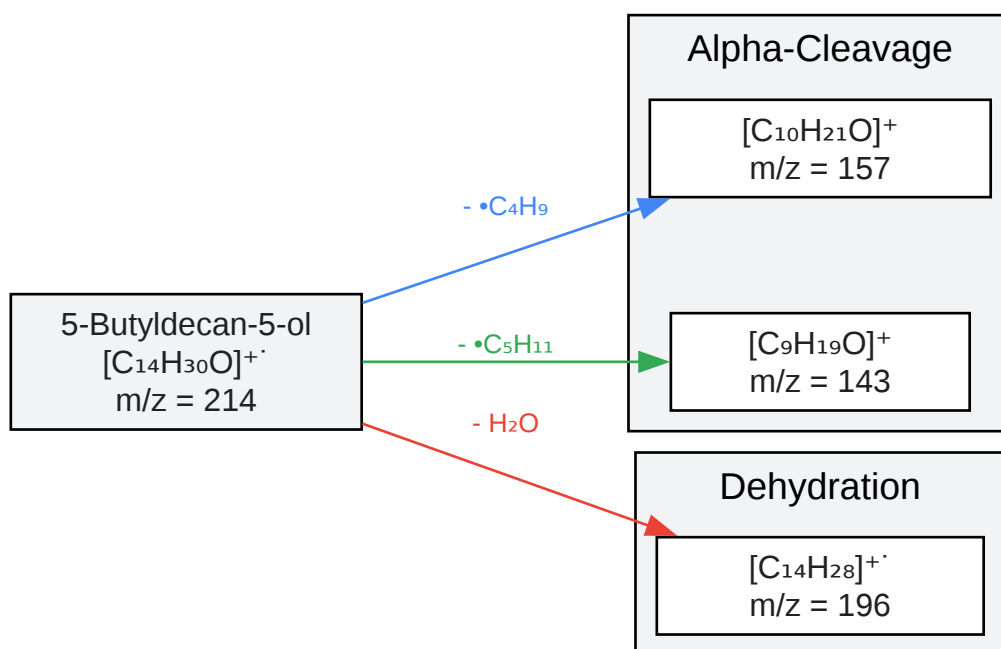 Alpha-Cleavage
[C₁₀H₂₁O]⁺
m/z = 157
- •C₄H₉
5-Butyldecan-5-ol
[C₁₄H₃₀O]⁺˙
m/z = 214
- •C₅H₁₁
[C₉H₁₉O]⁺
m/z = 143
- H₂O
Dehydration
[C₁₄H₂₈]⁺˙
m/z = 196